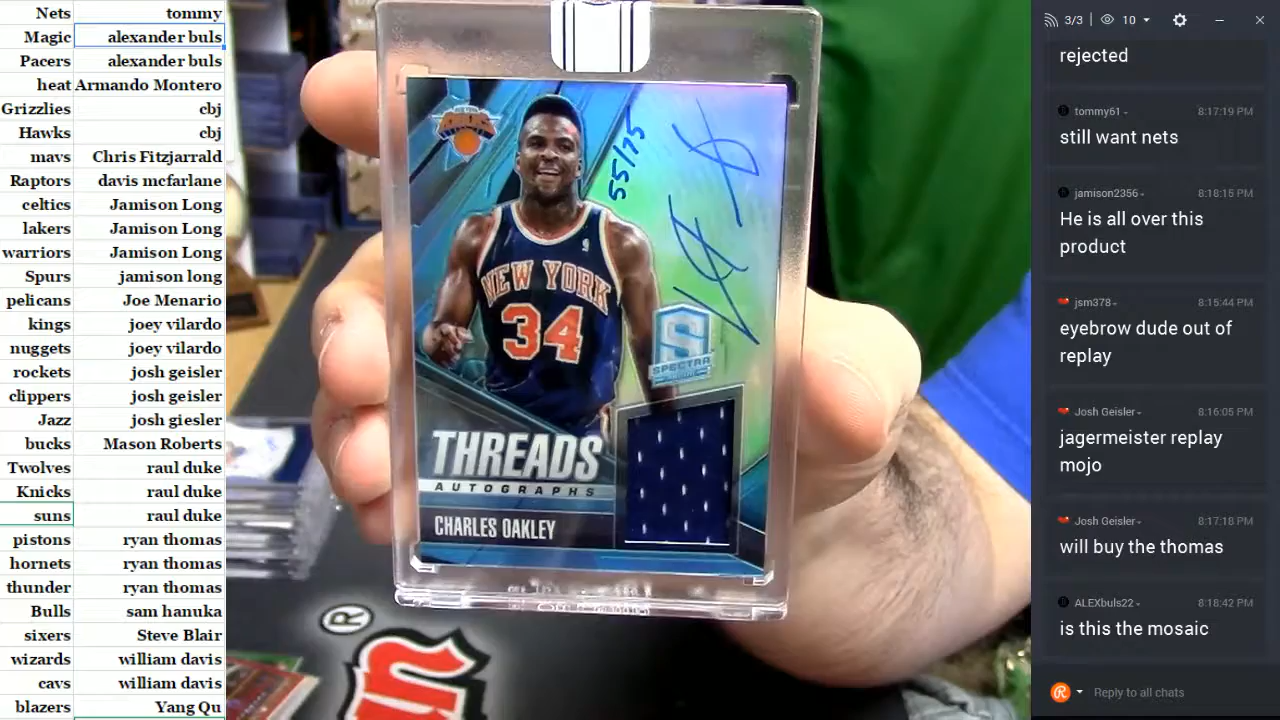 Nets tommy
Magic alexander buls
Pacers alexander buls
heat Armando Montero
Grizzlies cbj
Hawks cbj
mavs Chris Fitzjarrald
Raptors davis mcfarlane
celtics Jamison Long
lakers Jamison Long
warriors Jamison Long
Spurs jamison long
pelicans Joe Menario
kings joey vilardo
nuggets joey vilardo
rockets josh geisler
clippers josh geisler
Jazz josh giesler
bucks Mason Roberts
Twolves raul duke
Knicks raul duke
suns raul duke
pistons ryan thomas
hornets ryan thomas
thunder ryan thomas
Bulls sam hanuka
sixers Steve Blair
wizards william davis
cavs william davis
blazers Yang Qu
55/75
NEW YORK
34
S
SPECTRA
THREADS
AUTOGRAPHS
CHARLES OAKLEY
®
3/3 10
rejected
tommy61 8:17:19 PM
still want nets
jamison2356 8:18:15 PM
He is all over this
product
jsm378 8:15:44 PM
eyebrow dude out of
replay
Josh Geisler 8:16:05 PM
jagermeister replay
mojo
Josh Geisler 8:17:18 PM
will buy the thomas
ALEXbuls22 8:18:42 PM
is this the mosaic
Reply to all chats